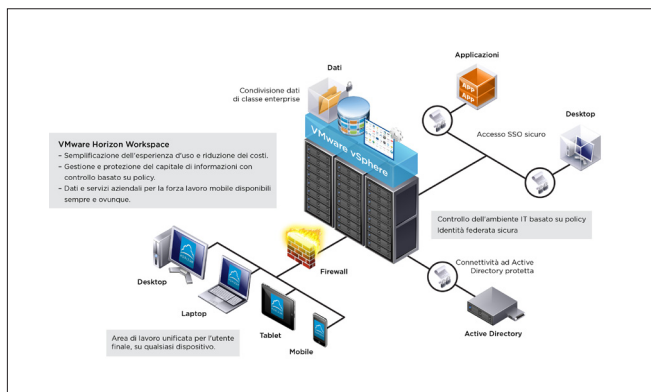 Applicazioni
Dati
Condivisione dati
di classe enterprise
APP
APP
Desktop
Accesso SSO sicuro
VMware vSphere
VMware Horizon Workspace
– Semplificazione dell'esperienza d'uso e riduzione dei costi.
– Gestione e protezione del capitale di informazioni con
controllo basato su policy.
– Dati e servizi aziendali per la forza lavoro mobile disponibili
sempre e ovunque.
Controllo dell'ambiente IT basato su policy
Identità federata sicura
Firewall
Connettività ad Active
Directory protetta
Desktop
Laptop
Tablet
Mobile
Active Directory
Area di lavoro unificata per l'utente
finale, su qualsiasi dispositivo.